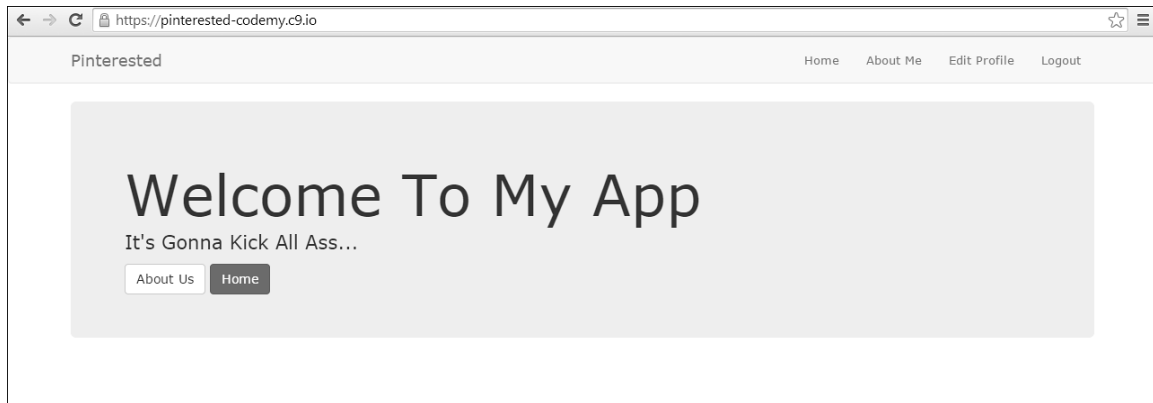 https://pinterested-codemy.c9.io
Pinterested Home About Me Edit Profile Logout
Welcome To My App
It's Gonna Kick All Ass...
About Us Home